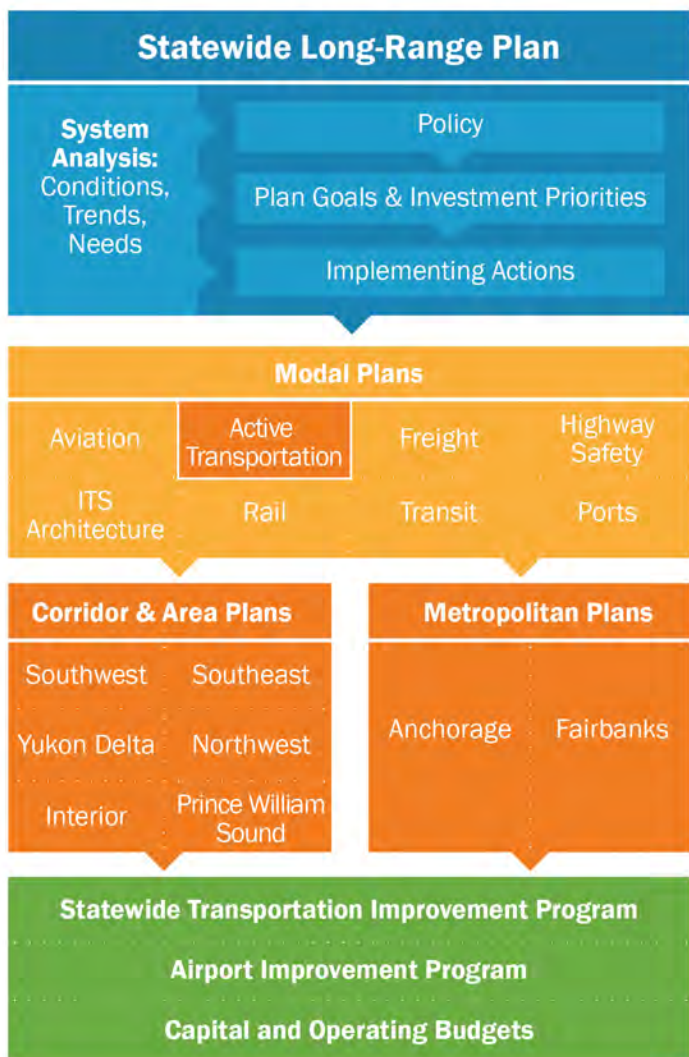 Statewide Long-Range Plan
System
Analysis:
Conditions,
Trends,
Needs
Policy
Plan Goals & Investment Priorities
Implementing Actions
Modal Plans
Aviation
Active
Transportation
Freight
Highway
Safety
ITS
Architecture
Rail
Transit
Ports
Corridor & Area Plans
Southwest
Southeast
Yukon Delta
Northwest
Interior
Prince William
Sound
Metropolitan Plans
Anchorage
Fairbanks
Statewide Transportation Improvement Program
Airport Improvement Program
Capital and Operating Budgets